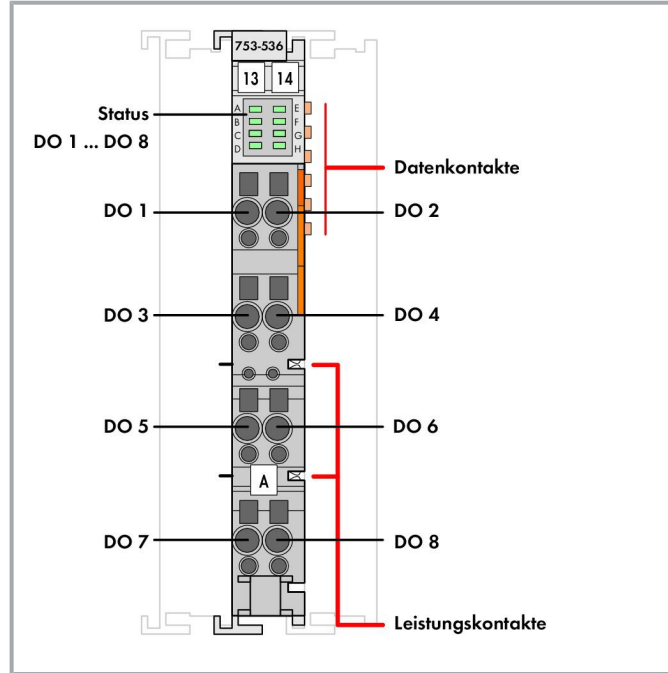 753-536
13 14
Status
DO 1 ... DO 8
A E
B F
C G
D H
Datenkontakte
DO 1 DO 2
DO 3 DO 4
DO 5 DO 6
A
DO 7 DO 8
Leistungskontakte